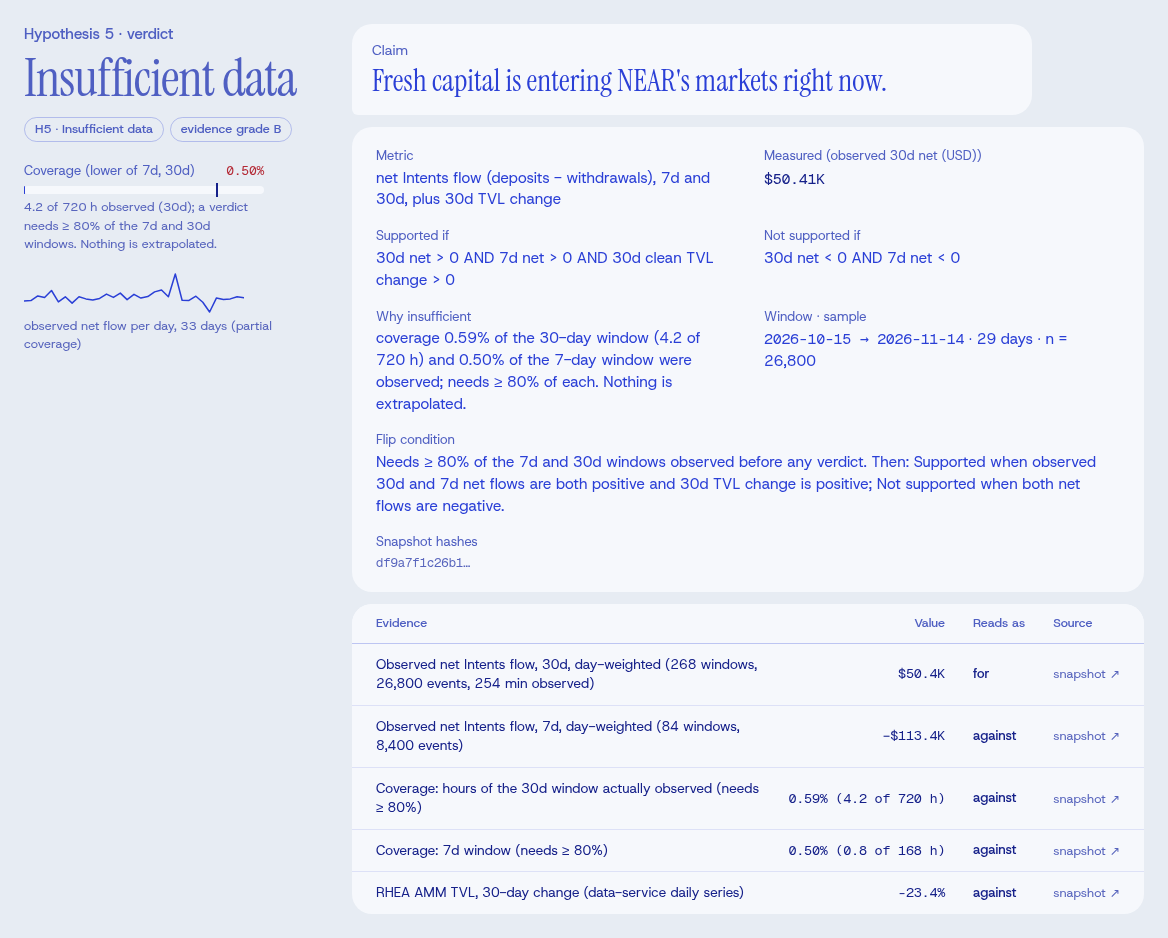 Hypothesis 5 · verdict
Insufficient data
H5 · Insufficient data
evidence grade B
Coverage (lower of 7d, 30d) 0.50%
4.2 of 720 h observed (30d); a verdict
needs ≥ 80% of the 7d and 30d
windows. Nothing is extrapolated.
observed net flow per day, 33 days (partial
coverage)
Claim
Fresh capital is entering NEAR's markets right now.
Metric
net Intents flow (deposits − withdrawals), 7d and
30d, plus 30d TVL change
Measured (observed 30d net (USD))
$50.41K
Supported if
30d net > 0 AND 7d net > 0 AND 30d clean TVL
change > 0
Not supported if
30d net < 0 AND 7d net < 0
Why insufficient
coverage 0.59% of the 30-day window (4.2 of
720 h) and 0.50% of the 7-day window were
observed; needs ≥ 80% of each. Nothing is
extrapolated.
Window · sample
2026-10-15 → 2026-11-14 · 29 days · n =
26,800
Flip condition
Needs ≥ 80% of the 7d and 30d windows observed before any verdict. Then: Supported when observed
30d and 7d net flows are both positive and 30d TVL change is positive; Not supported when both net
flows are negative.
Snapshot hashes
df9a7f1c26b1…
Evidence Value Reads as Source
Observed net Intents flow, 30d, day-weighted (268 windows,
26,800 events, 254 min observed)
$50.4K for snapshot ↗
Observed net Intents flow, 7d, day-weighted (84 windows,
8,400 events)
−$113.4K against snapshot ↗
Coverage: hours of the 30d window actually observed (needs
≥ 80%)
0.59% (4.2 of 720 h) against snapshot ↗
Coverage: 7d window (needs ≥ 80%) 0.50% (0.8 of 168 h) against snapshot ↗
RHEA AMM TVL, 30-day change (data-service daily series) -23.4% against snapshot ↗